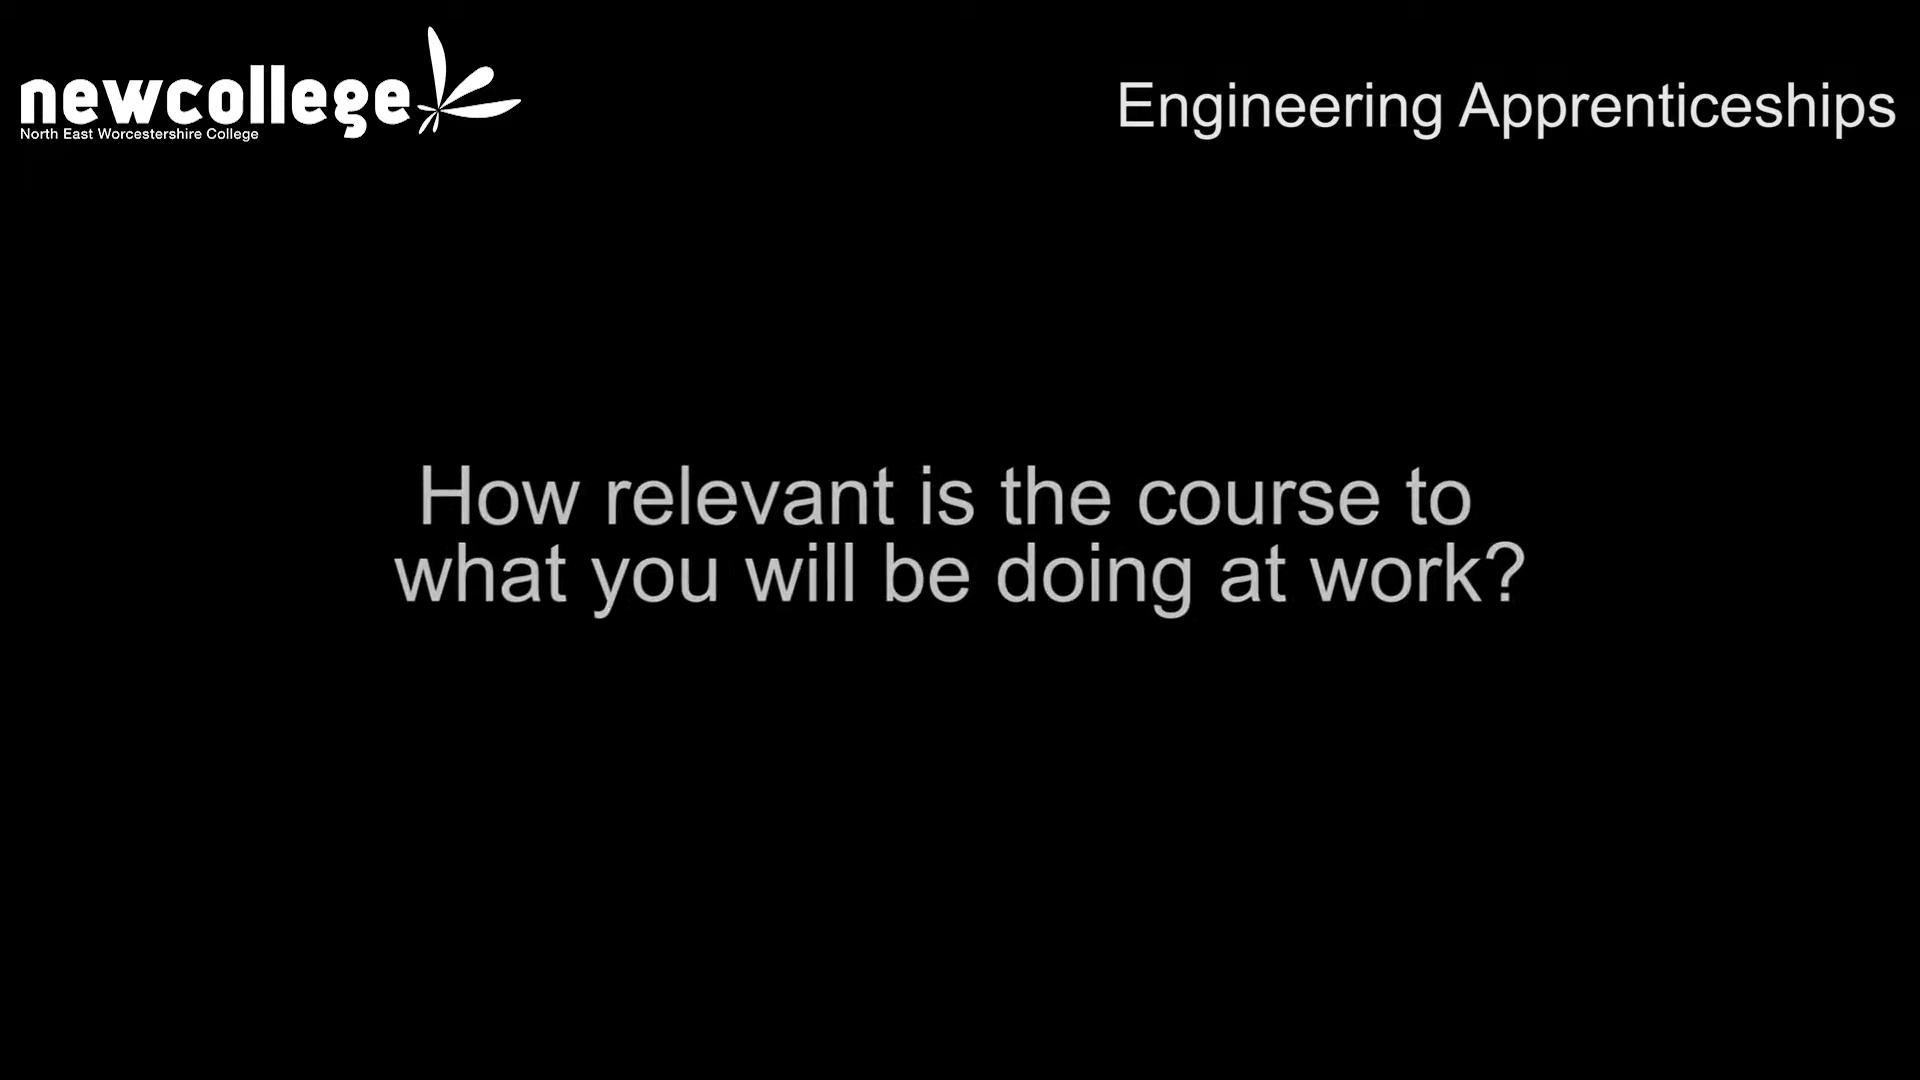 newcollege
North East Worcestershire College
Engineering Apprenticeships
How relevant is the course to
what you will be doing at work?